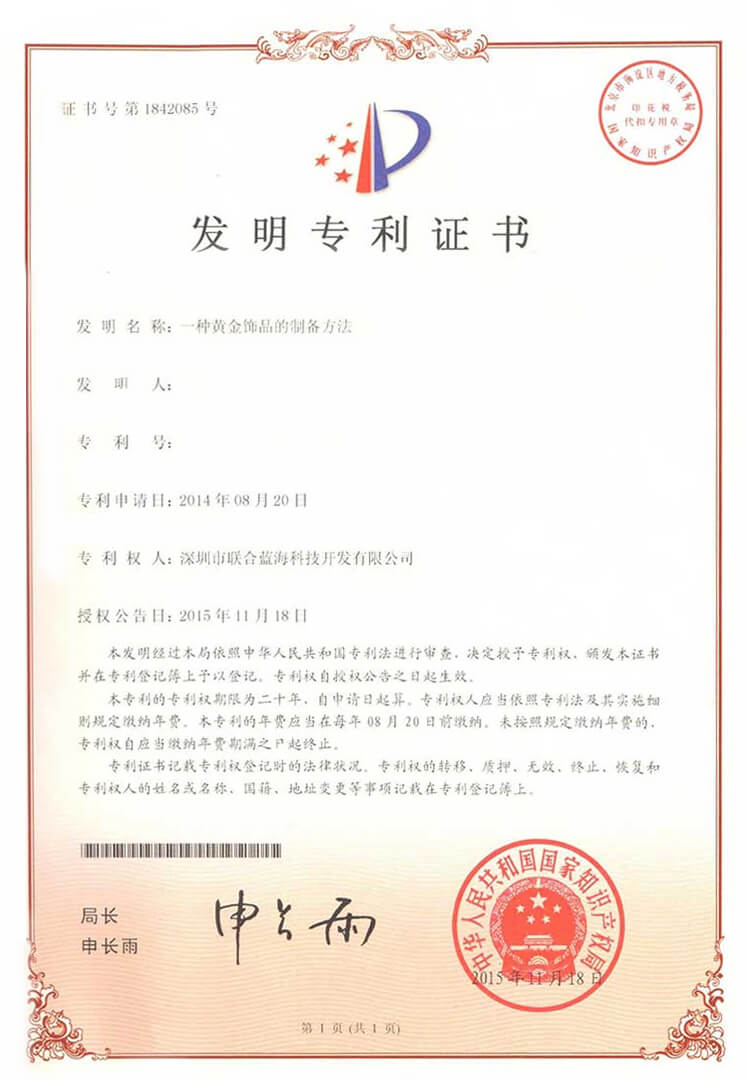 证书号第1842085号
北京市海淀区地方税务局
印花税
代扣专用章
国家知识产权局
发明专利证书
发明名称：一种黄金饰品的制备方法
发明人：
专利号：
专利申请日：2014年08月20日
专利权人：深圳市联合蓝海科技开发有限公司
授权公告日：2015年11月18日
本发明经过本局依照中华人民共和国专利法进行审查，决定授予专利权，颁发本证书
并在专利登记簿上予以登记。专利权自授权公告之日起生效。
本专利的专利权期限为二十年，自申请日起算。专利权人应当依照专利法及其实施细
则规定缴纳年费。本专利的年费应当在每年08月20日前缴纳。未按照规定缴纳年费的，
专利权自应当缴纳年费期满之日起终止。
专利证书记载专利权登记时的法律状况。专利权的转移、质押、无效、终止、恢复和
专利权人的姓名或名称、国籍、地址变更等事项记载在专利登记簿上。
局长
申长雨
申长雨
中华人民共和国国家知识产权局
2015年11月18日
第1页(共1页)